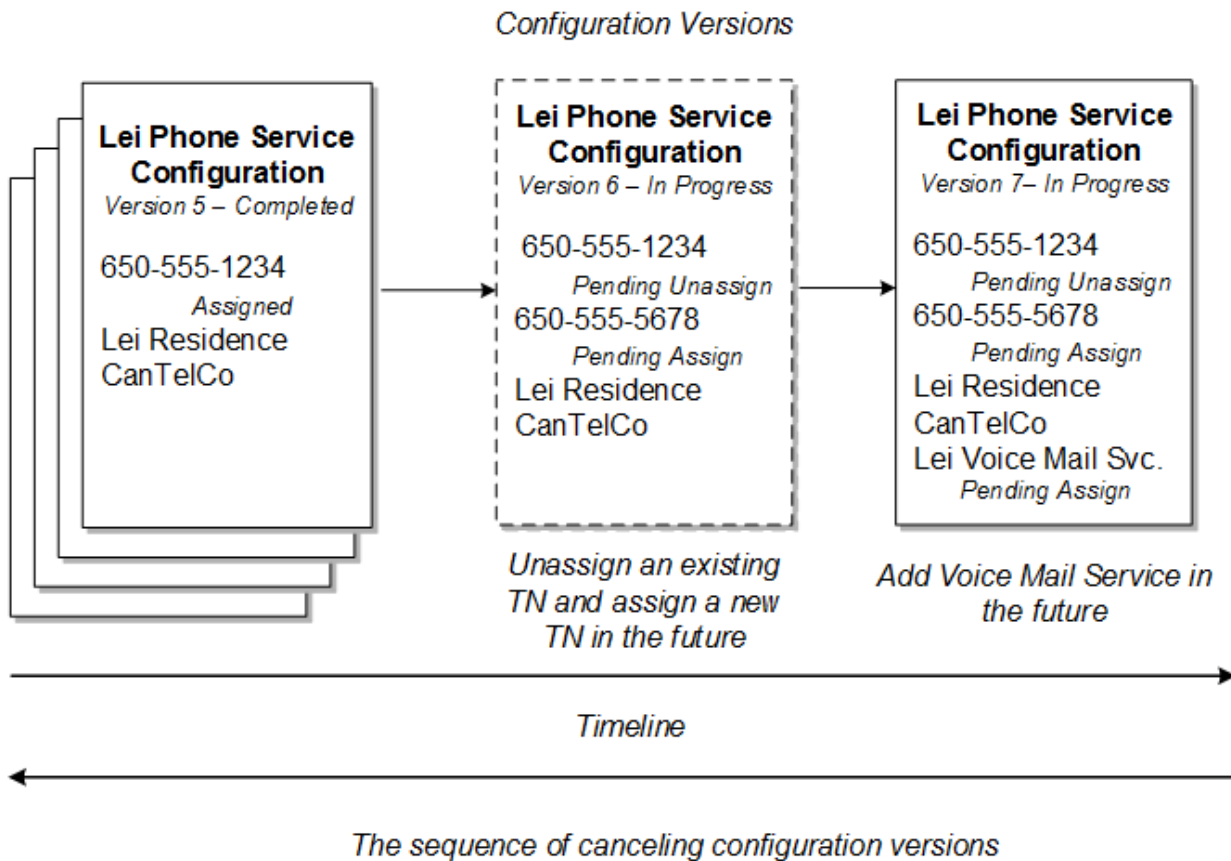 Configuration Versions
Lei Phone Service
Configuration
Version 5 – Completed
650-555-1234
Assigned
Lei Residence
CanTelCo
Lei Phone Service
Configuration
Version 6 – In Progress
650-555-1234
Pending Unassign
650-555-5678
Pending Assign
Lei Residence
CanTelCo
Unassign an existing
TN and assign a new
TN in the future
Lei Phone Service
Configuration
Version 7– In Progress
650-555-1234
Pending Unassign
650-555-5678
Pending Assign
Lei Residence
CanTelCo
Lei Voice Mail Svc.
Pending Assign
Add Voice Mail Service in
the future
Timeline
The sequence of canceling configuration versions